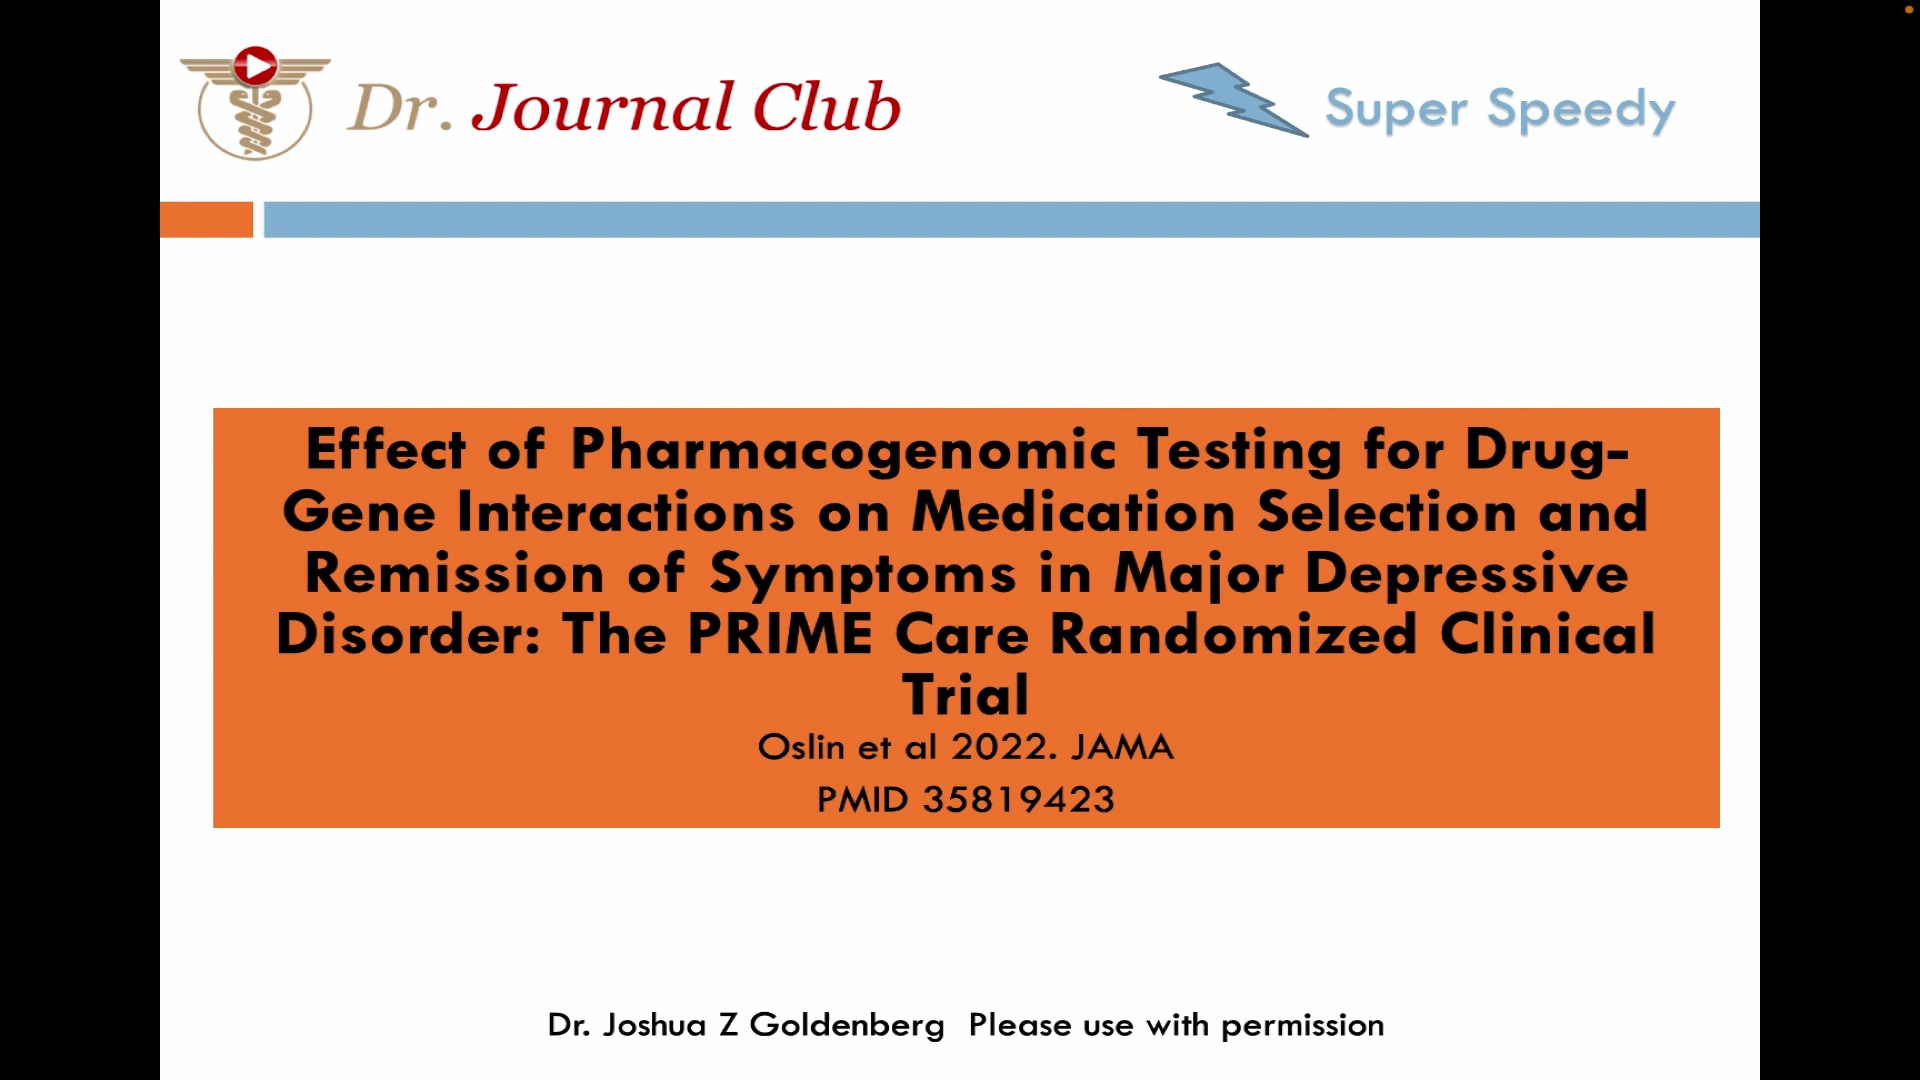 Dr. Journal Club
Super Speedy
Effect of Pharmacogenomic Testing for Drug-
Gene Interactions on Medication Selection and
Remission of Symptoms in Major Depressive
Disorder: The PRIME Care Randomized Clinical
Trial
Oslin et al 2022. JAMA
PMID 35819423
Dr. Joshua Z Goldenberg  Please use with permission